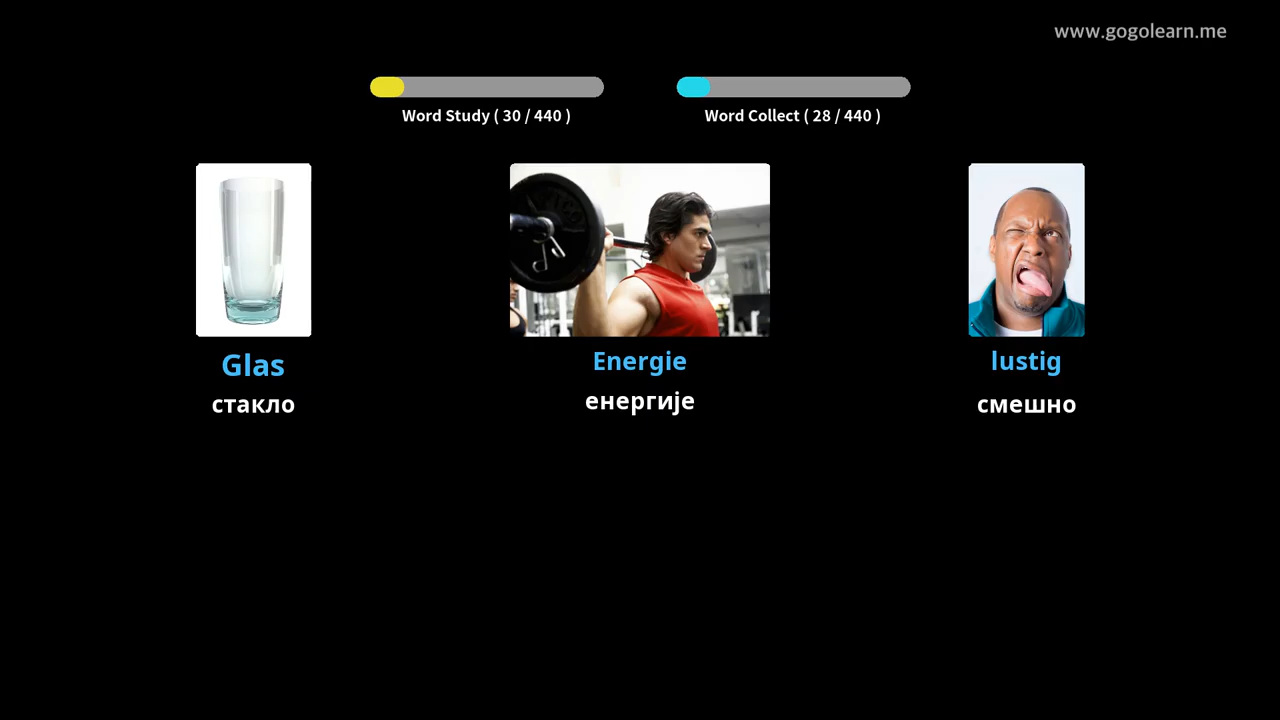 www.gogolearn.me
Word Study ( 30 / 440 )
Word Collect ( 28 / 440 )
Glas
Energie
lustig
стакло
енергије
смешно